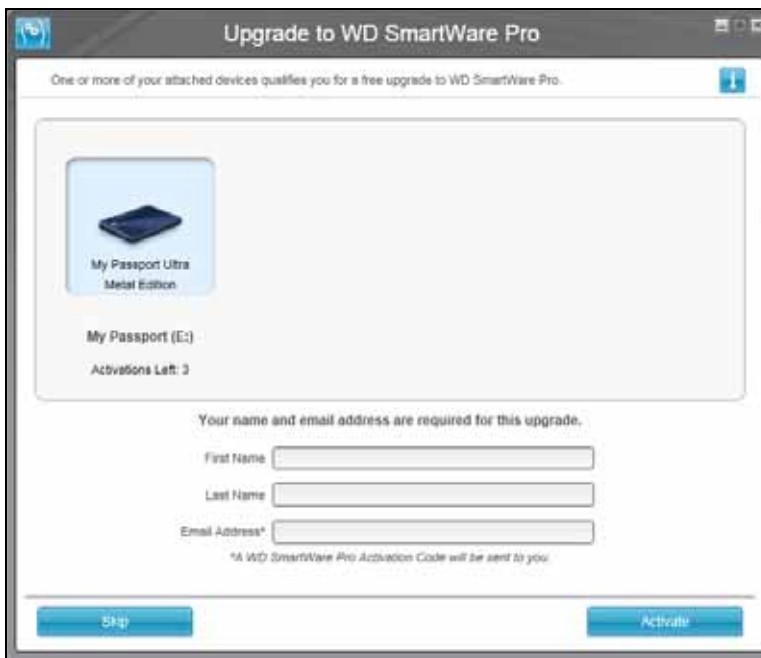 Upgrade to WD SmartWare Pro
One or more of your attached devices qualifies you for a free upgrade to WD SmartWare Pro.
My Passport Ultra
Metal Edition
My Passport (E:)
Activations Left: 3
Your name and email address are required for this upgrade.
First Name
Last Name
Email Address*
*A WD SmartWare Pro Activation Code will be sent to you.
Skip
Activate